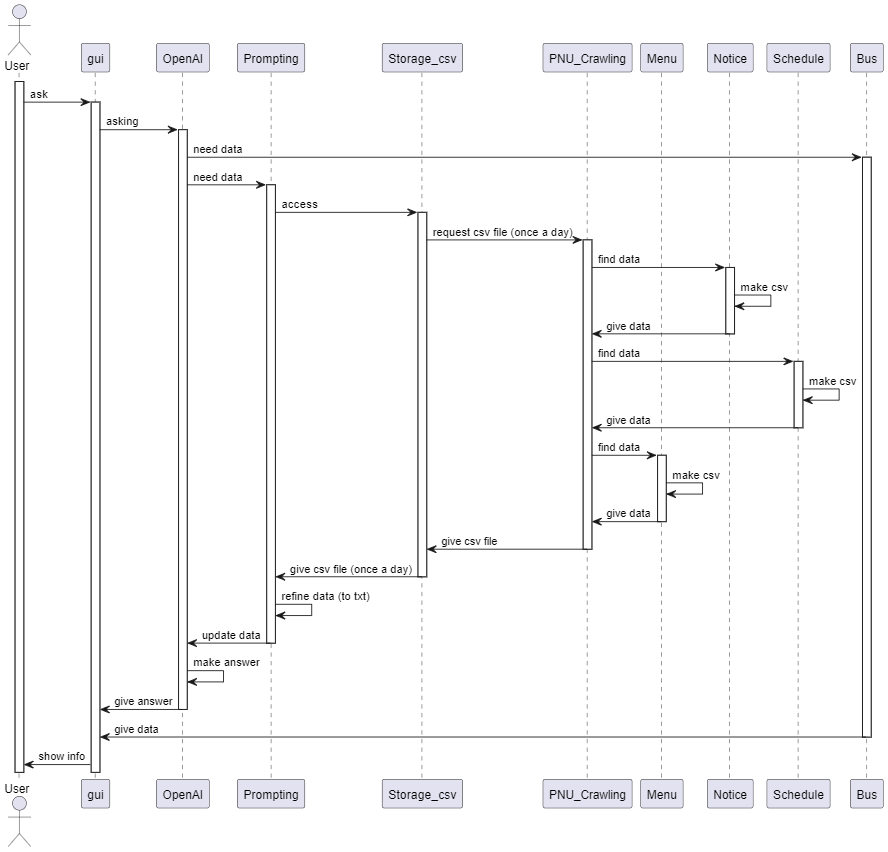 User
gui
OpenAI
Prompting
Storage_csv
PNU_Crawling
Menu
Notice
Schedule
Bus
ask
asking
need data
need data
access
request csv file (once a day)
find data
make csv
give data
find data
make csv
give data
find data
make csv
give data
give csv file
give csv file (once a day)
refine data (to txt)
update data
make answer
give answer
give data
show info
User
gui
OpenAI
Prompting
Storage_csv
PNU_Crawling
Menu
Notice
Schedule
Bus